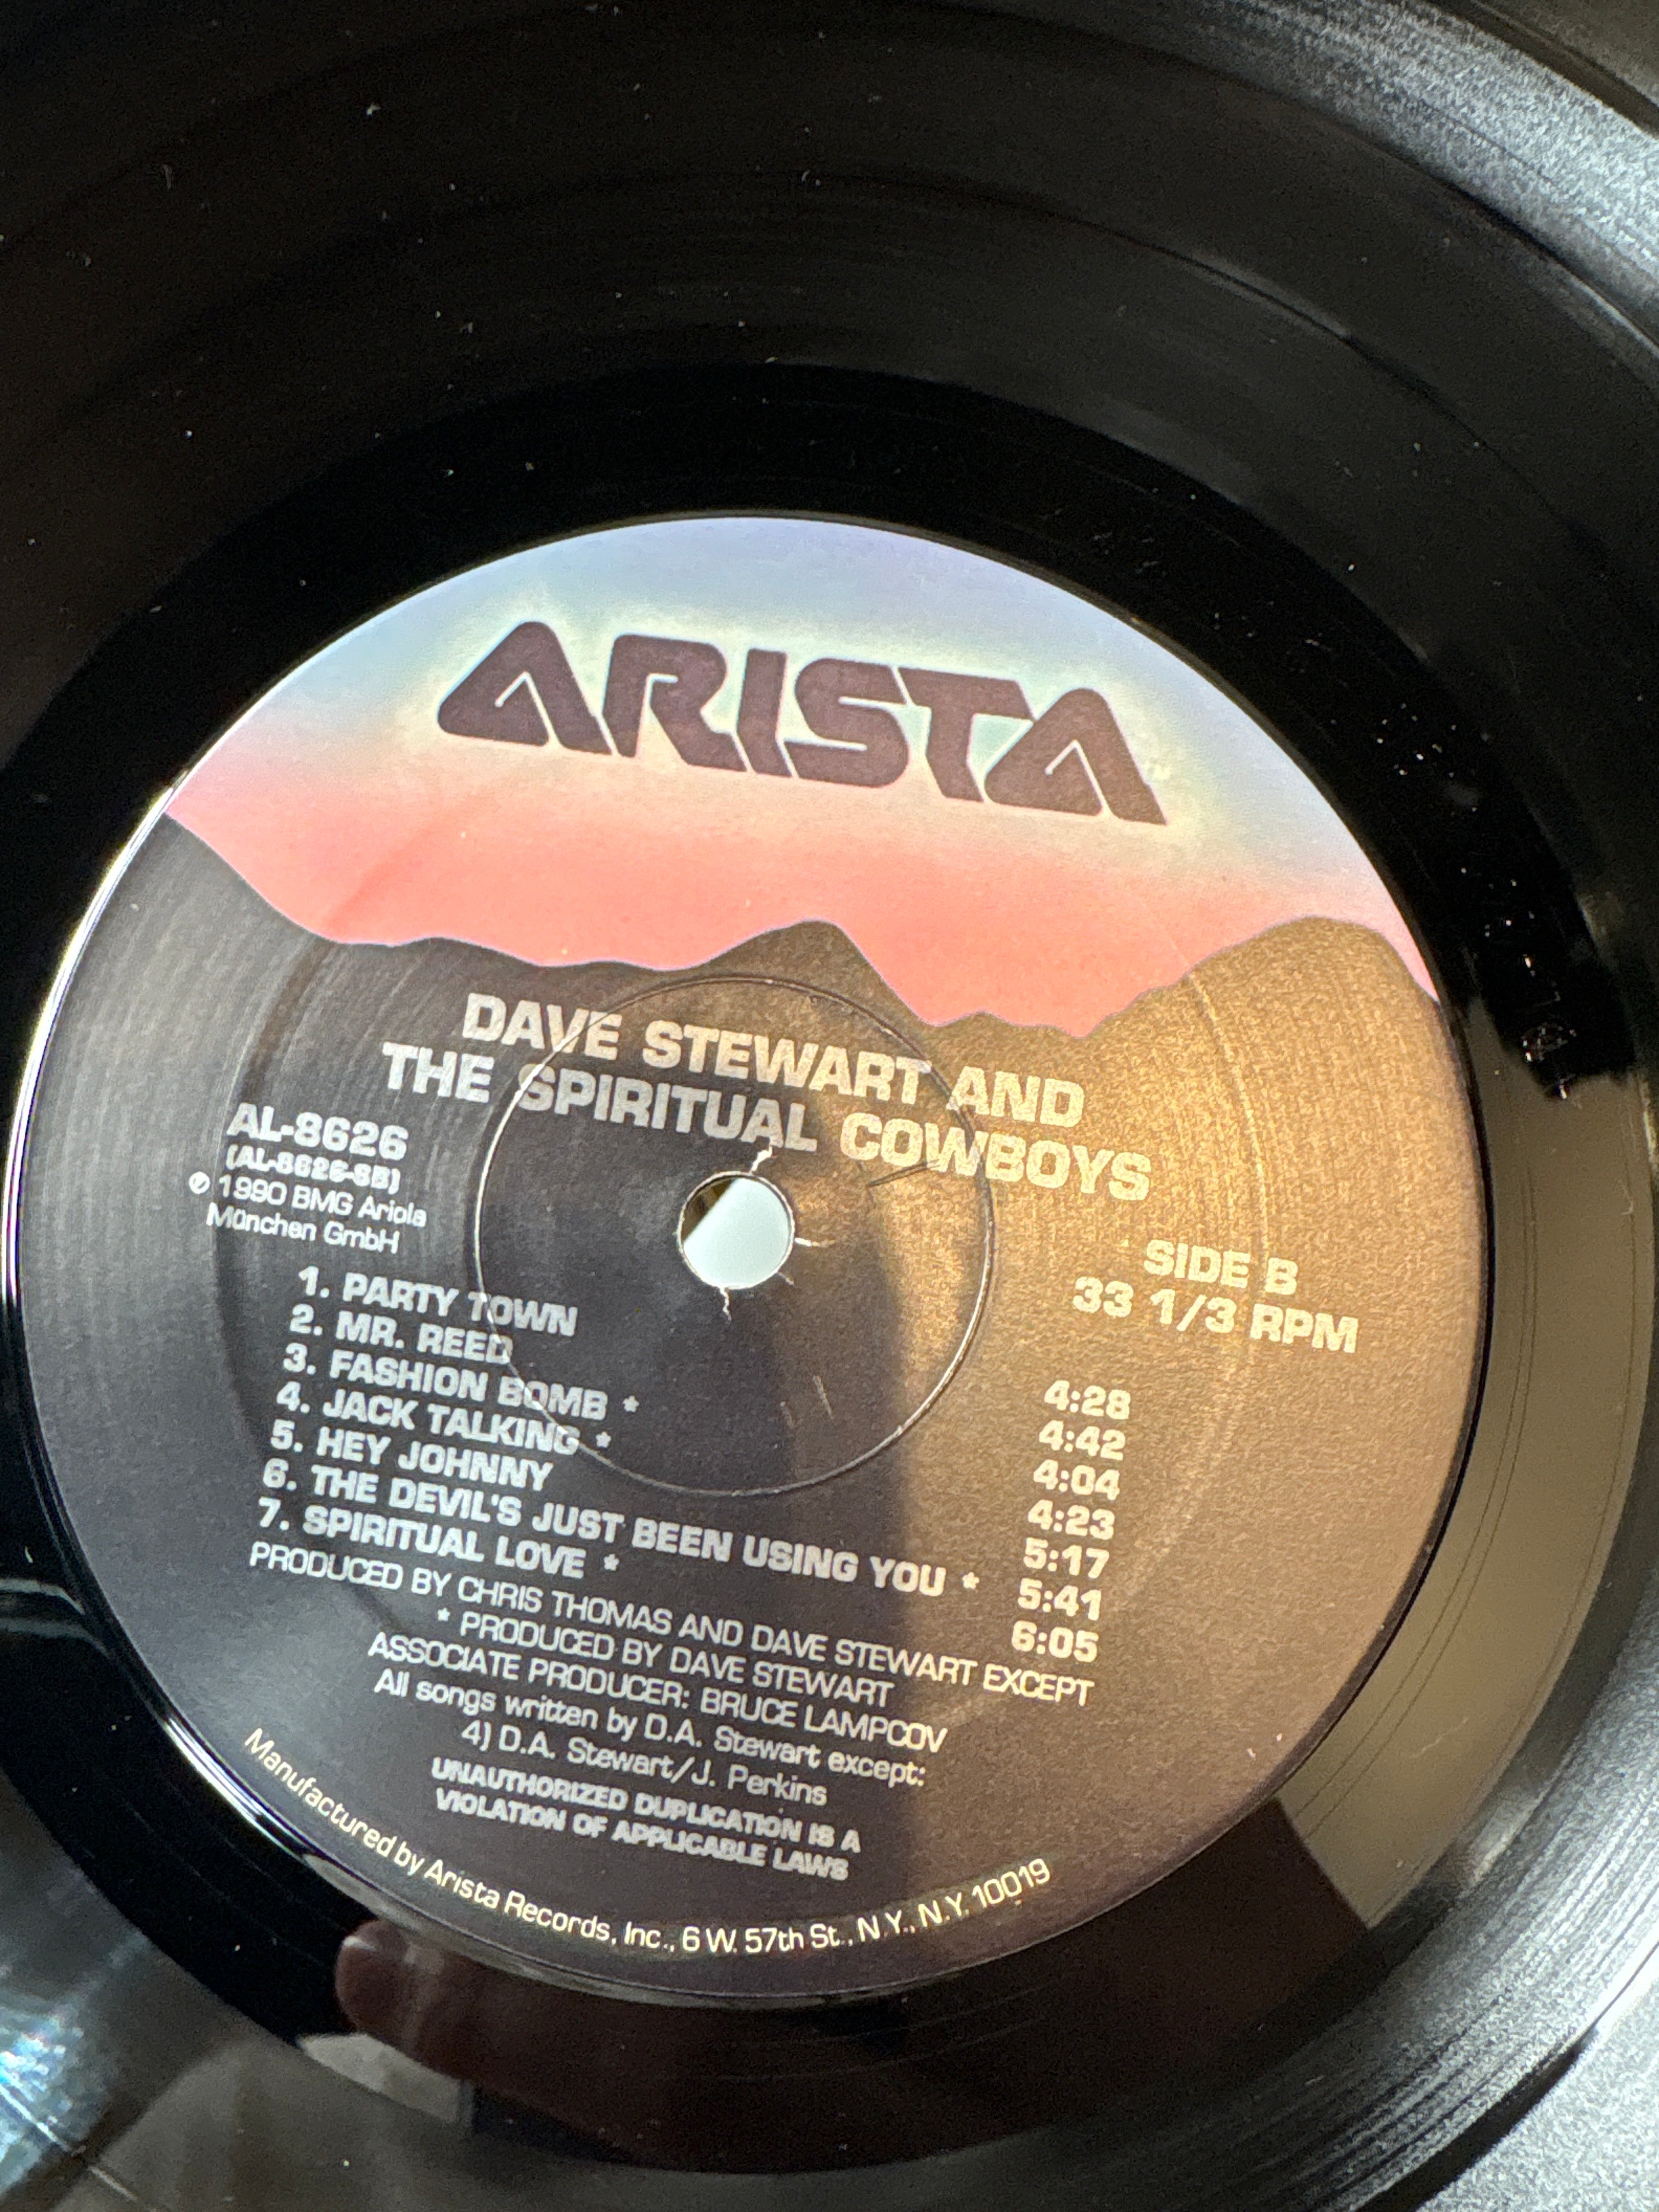 ARISTA
DAVE STEWART AND
THE SPIRITUAL COWBOYS
AL-8626
(AL-8626-SB)
℗ 1990 BMG Ariola
München GmbH
SIDE B
33 1/3 RPM
1. PARTY TOWN 4:28
2. MR. REED 4:42
3. FASHION BOMB * 4:04
4. JACK TALKING * 4:23
5. HEY JOHNNY 5:17
6. THE DEVIL'S JUST BEEN USING YOU * 5:41
7. SPIRITUAL LOVE * 6:05
PRODUCED BY CHRIS THOMAS AND DAVE STEWART EXCEPT
* PRODUCED BY DAVE STEWART
ASSOCIATE PRODUCER: BRUCE LAMPCOV
All songs written by D.A. Stewart except:
4) D.A. Stewart/J. Perkins
UNAUTHORIZED DUPLICATION IS A
VIOLATION OF APPLICABLE LAWS
Manufactured by Arista Records, Inc., 6 W. 57th St., N.Y., N.Y. 10019